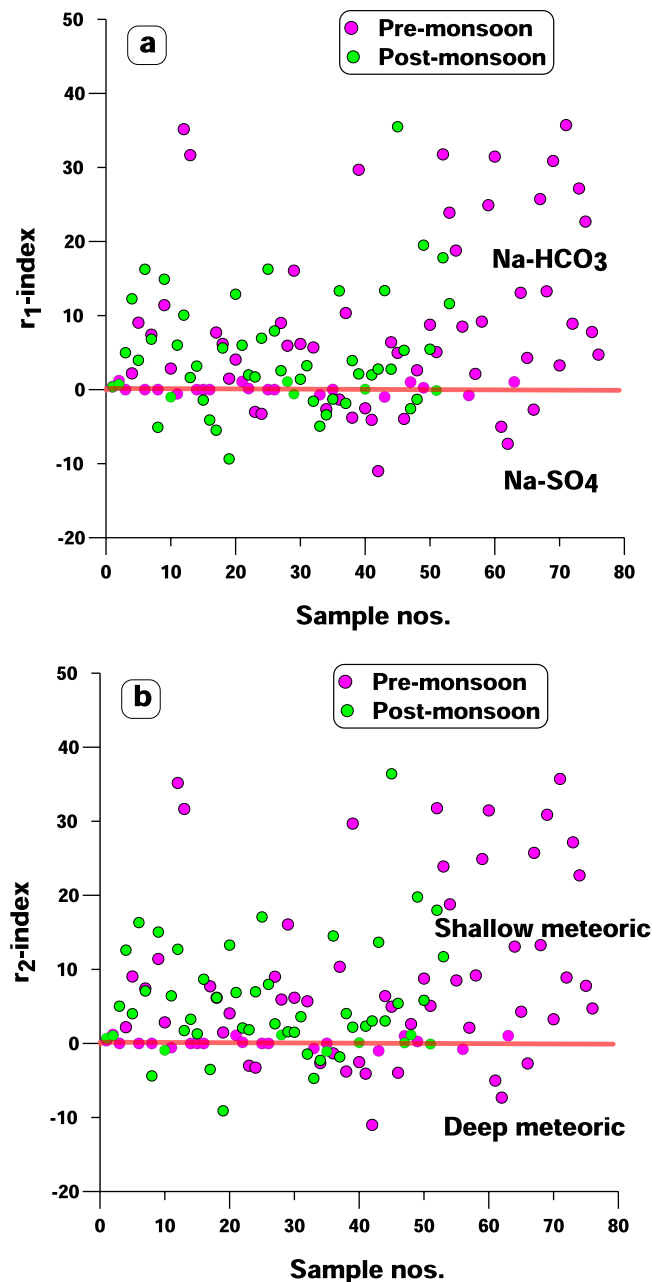 50
a
Pre-monsoon
Post-monsoon
40
30
20
Na-HCO3
10
r1-index
0
-10
Na-SO4
-20
0 10 20 30 40 50 60 70 80
Sample nos.
50
b
Pre-monsoon
Post-monsoon
40
30
20
Shallow meteoric
r2-index
10
0
-10
Deep meteoric
-20
0 10 20 30 40 50 60 70 80
Sample nos.